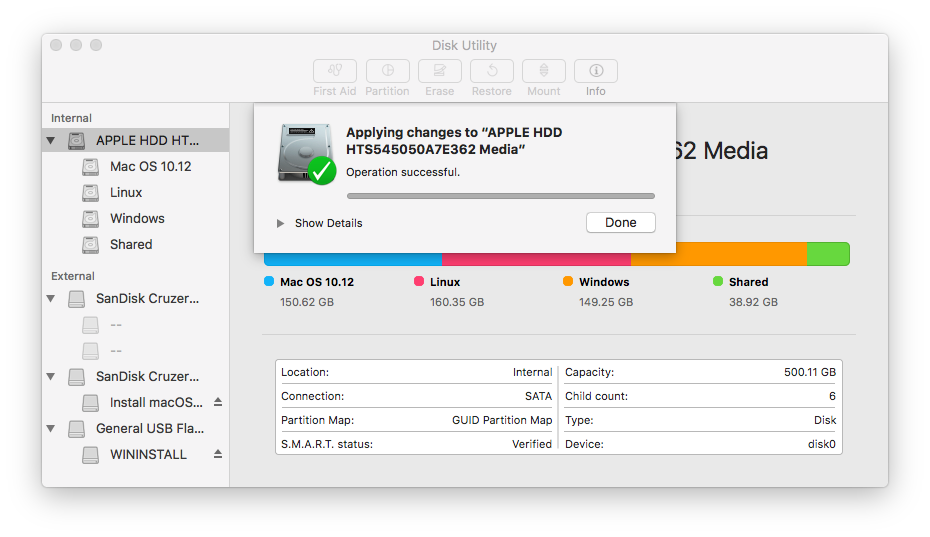 Disk Utility
First Aid
Partition
Erase
Restore
Mount
Info
Internal
APPLE HDD HT...
Mac OS 10.12
Linux
Windows
Shared
External
SanDisk Cruzer...
--
--
SanDisk Cruzer...
Install macOS...
General USB Fla...
WININSTALL
Applying changes to “APPLE HDD
HTS545050A7E362 Media”
Operation successful.
Show Details
Done
62 Media
Mac OS 10.12
150.62 GB
Linux
160.35 GB
Windows
149.25 GB
Shared
38.92 GB
Location: Internal
Connection: SATA
Partition Map: GUID Partition Map
S.M.A.R.T. status: Verified
Capacity: 500.11 GB
Child count: 6
Type: Disk
Device: disk0